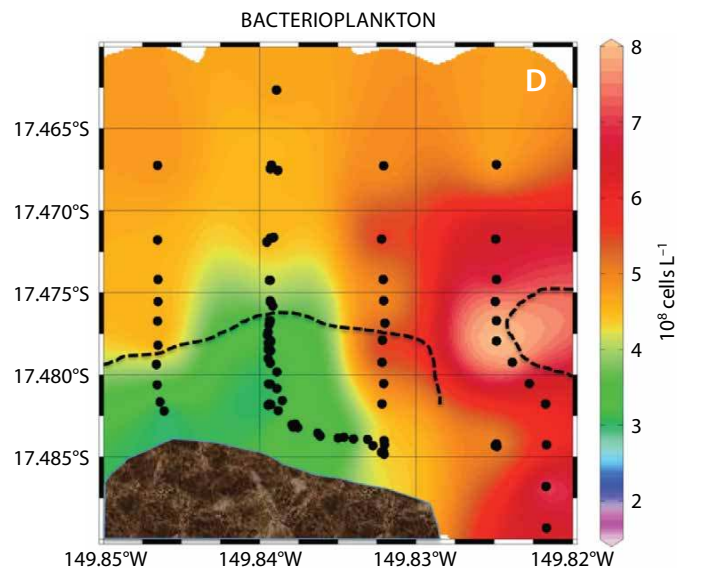 BACTERIOPLANKTON
D
17.465°S
17.470°S
17.475°S
17.480°S
17.485°S
149.85°W
149.84°W
149.83°W
149.82°W
8
7
6
5
4
3
2
10⁸ cells L⁻¹